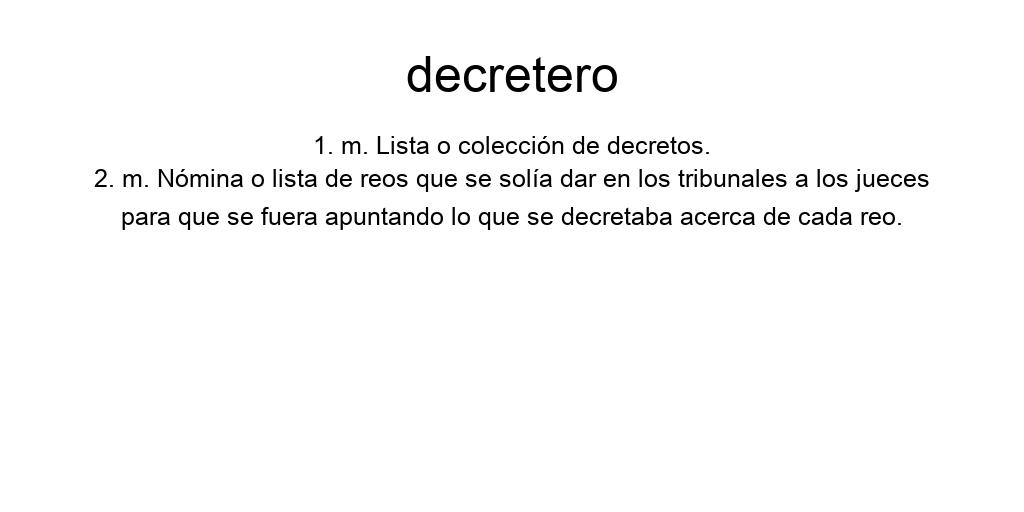 decretero
1. m. Lista o colección de decretos.
2. m. Nómina o lista de reos que se solía dar en los tribunales a los jueces
para que se fuera apuntando lo que se decretaba acerca de cada reo.